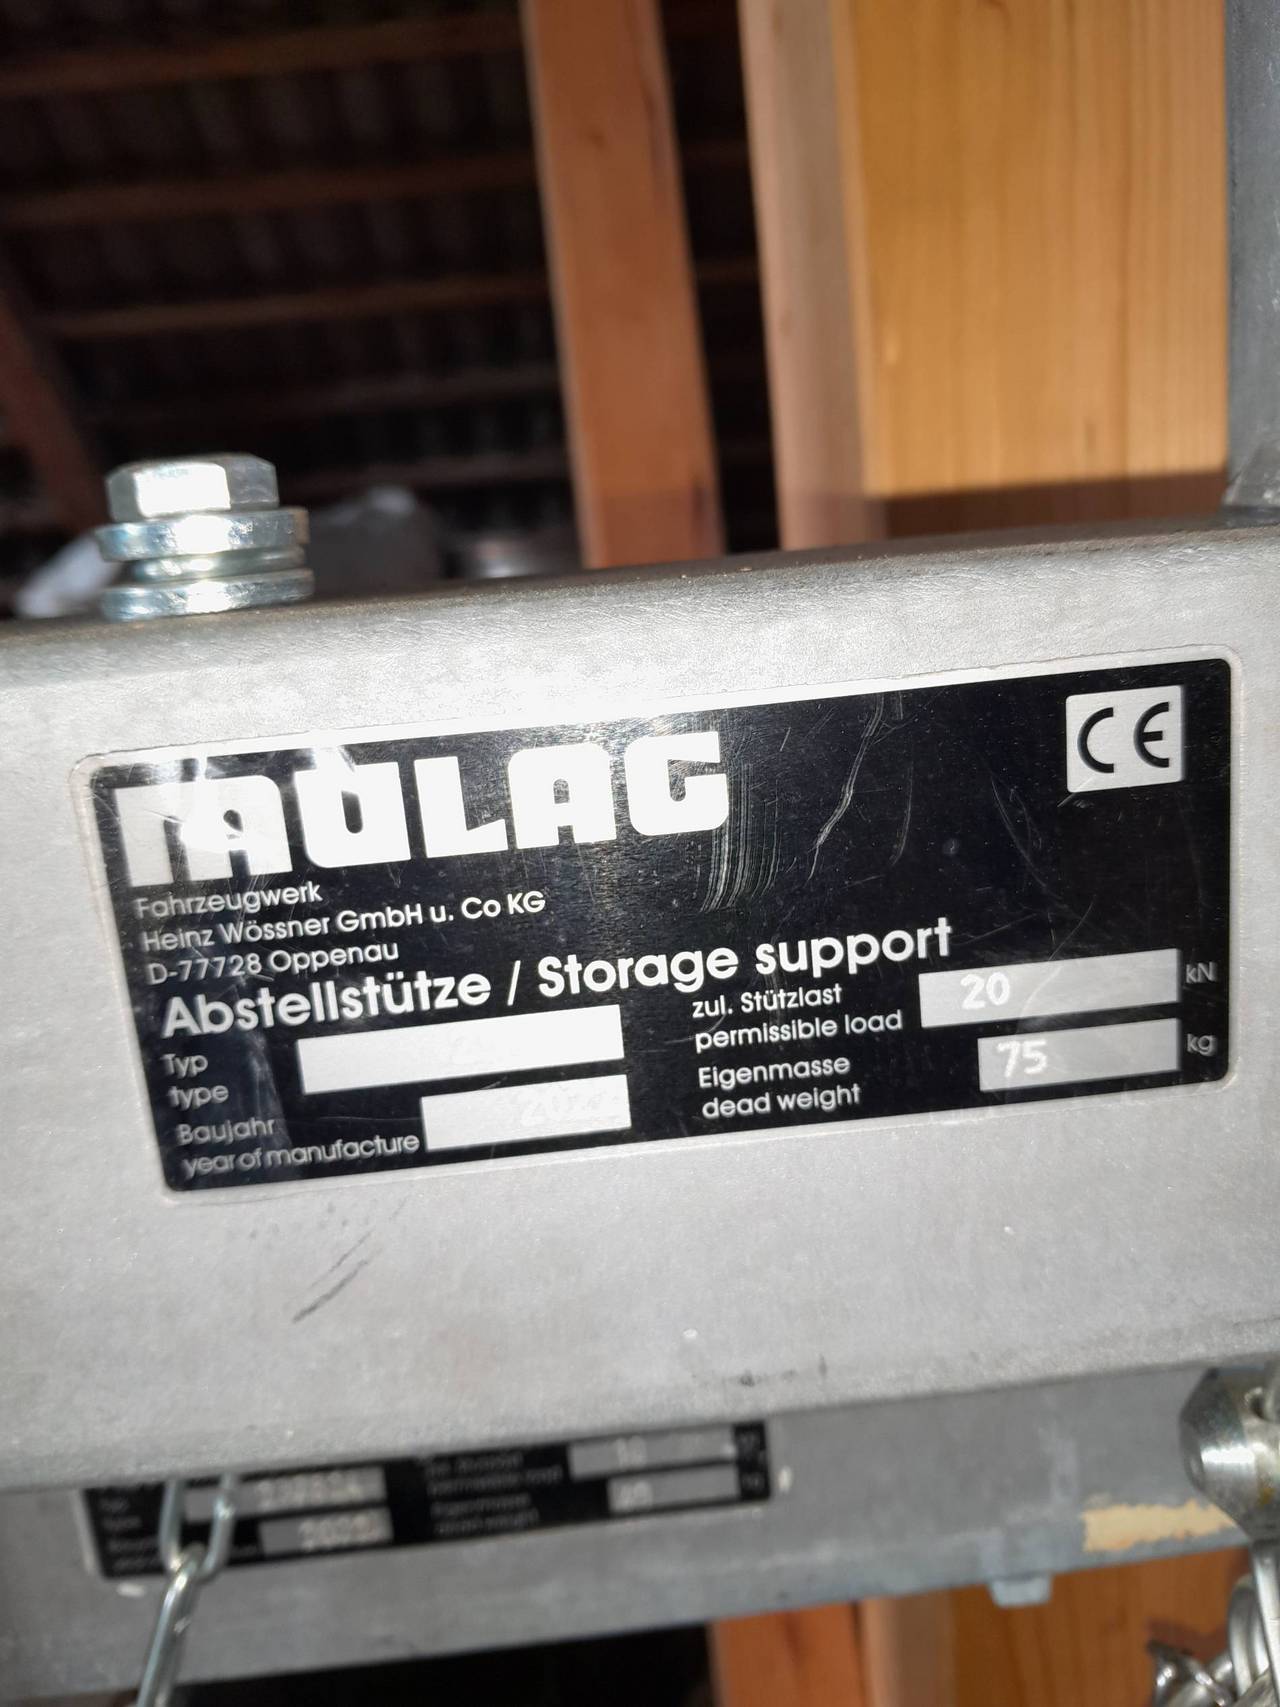 MULAG
CE
Fahrzeugwerk
Heinz Wössner GmbH u. Co KG
D-77728 Oppenau
Abstellstütze / Storage support
Typ
type
Baujahr
year of manufacture
zul. Stützlast
permissible load 20 kN
Eigenmasse
dead weight 75 kg